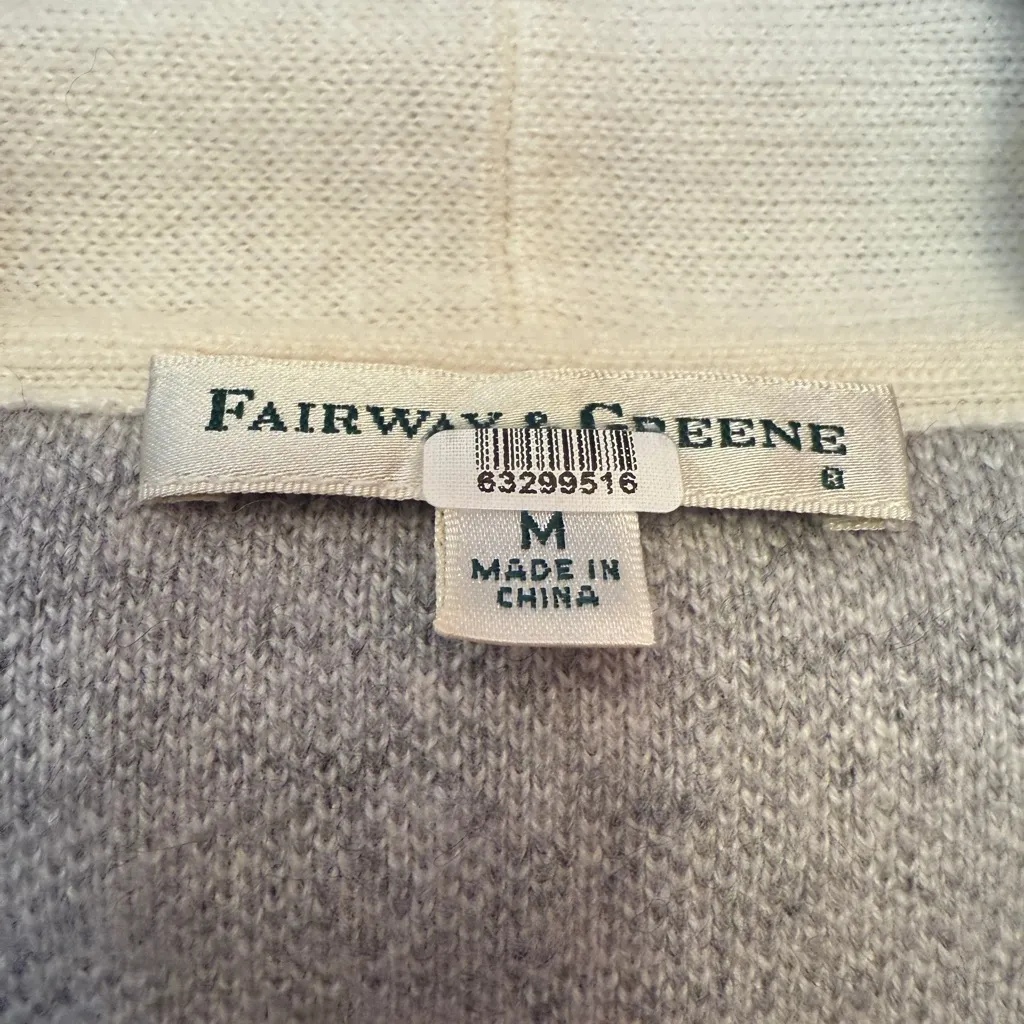 FAIRWAY & GREENE
®
63299516
M
MADE IN
CHINA